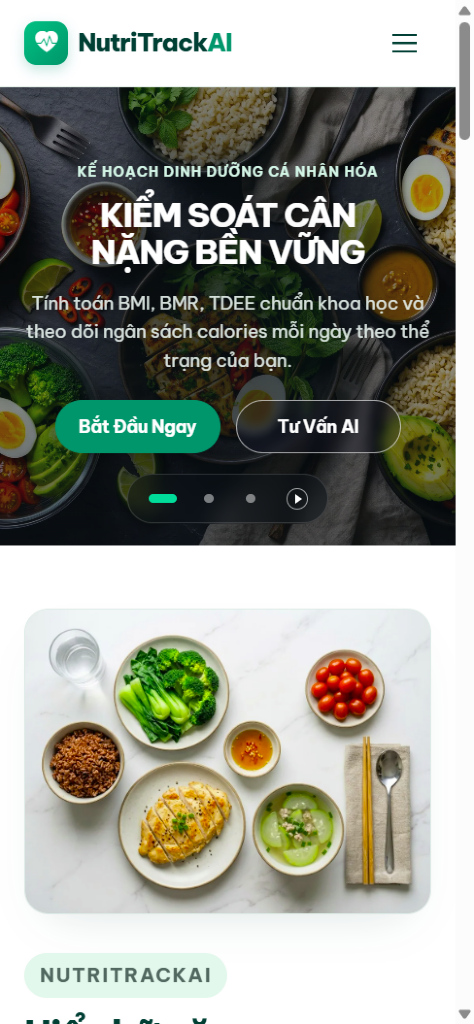 NutriTrackAI
KẾ HOẠCH DINH DƯỠNG CÁ NHÂN HÓA
KIỂM SOÁT CÂN
NẶNG BỀN VỮNG
Tính toán BMI, BMR, TDEE chuẩn khoa học và
theo dõi ngân sách calories mỗi ngày theo thể
trạng của bạn.
Bắt Đầu Ngay
Tư Vấn AI
NUTRITRACKAI